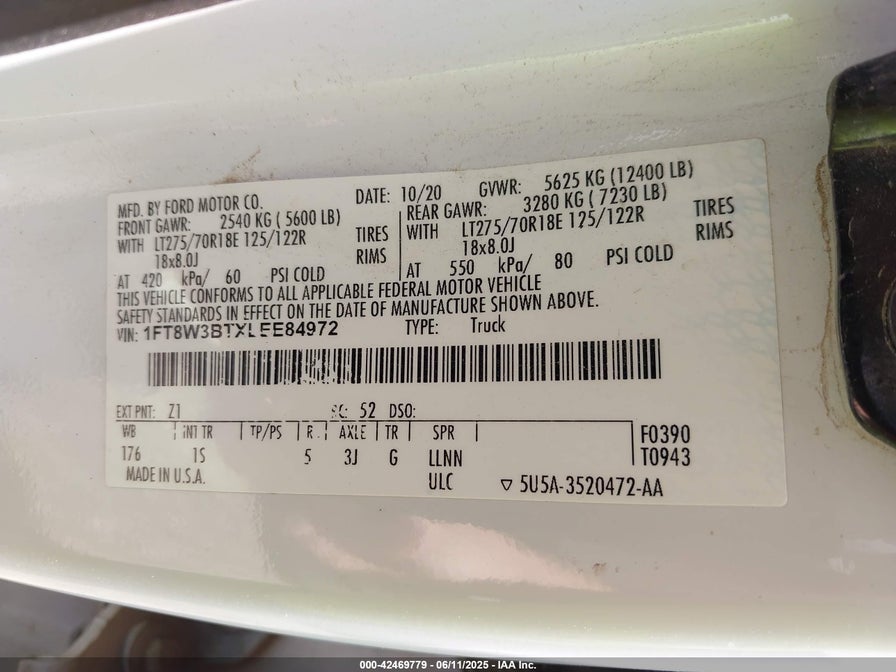 MFD. BY FORD MOTOR CO. DATE: 10/20 GVWR: 5625 KG (12400 LB)
FRONT GAWR: 2540 KG ( 5600 LB) REAR GAWR: 3280 KG ( 7230 LB)
WITH LT275/70R18E 125/122R TIRES WITH LT275/70R18E 125/122R TIRES
18x8.0J RIMS 18x8.0J RIMS
AT 420 kPa/ 60 PSI COLD AT 550 kPa/ 80 PSI COLD
THIS VEHICLE CONFORMS TO ALL APPLICABLE FEDERAL MOTOR VEHICLE
SAFETY STANDARDS IN EFFECT ON THE DATE OF MANUFACTURE SHOWN ABOVE.
VIN: 1FT8W3BTXLEE84972 TYPE: Truck
EXT PNT: Z1 RC: 52 DSO:
WB INT TR TP/PS R AXLE TR SPR F0390
176 1S 5 3J G LLNN T0943
MADE IN U.S.A. ULC ▽ 5U5A-3520472-AA
000-42469779 - 06/11/2025 - IAA Inc.